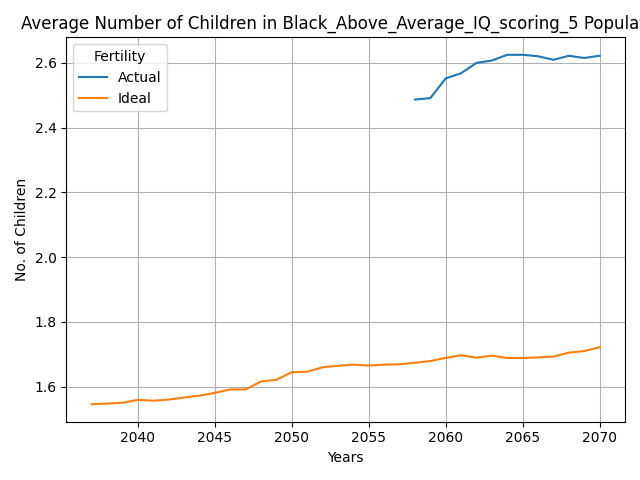 Average Number of Children in Black_Above_Average_IQ_scoring_5 Popula
Fertility
Actual
Ideal
No. of Children
2.6
2.4
2.2
2.0
1.8
1.6
2040 2045 2050 2055 2060 2065 2070
Years